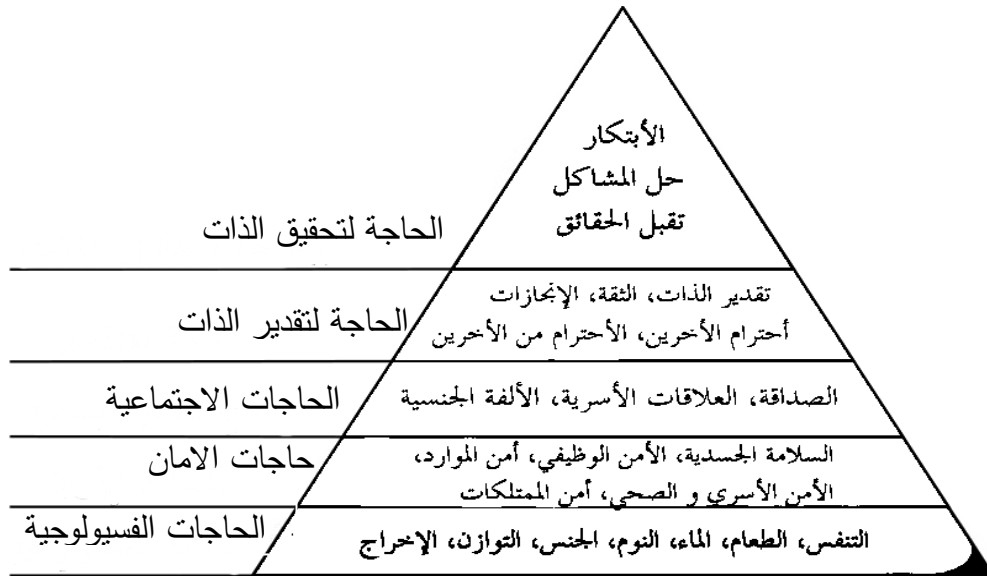 الأبتكار
حل المشاكل
تقبل الحقائق
الحاجة لتحقيق الذات
تقدير الذات، الثقة، الإنجازات
أحترام الأخرين، الأحترام من الأخرين
الحاجة لتقدير الذات
الصداقة، العلاقات الأسرية، الألفة الجنسية
الحاجات الاجتماعية
السلامة الجسدية، الأمن الوظيفي، أمن الموارد،
الأمن الأسري و الصحي، أمن الممتلكات
حاجات الامان
التنفس، الطعام، الماء، النوم، الجنس، التوازن، الإخراج
الحاجات الفسيولوجية